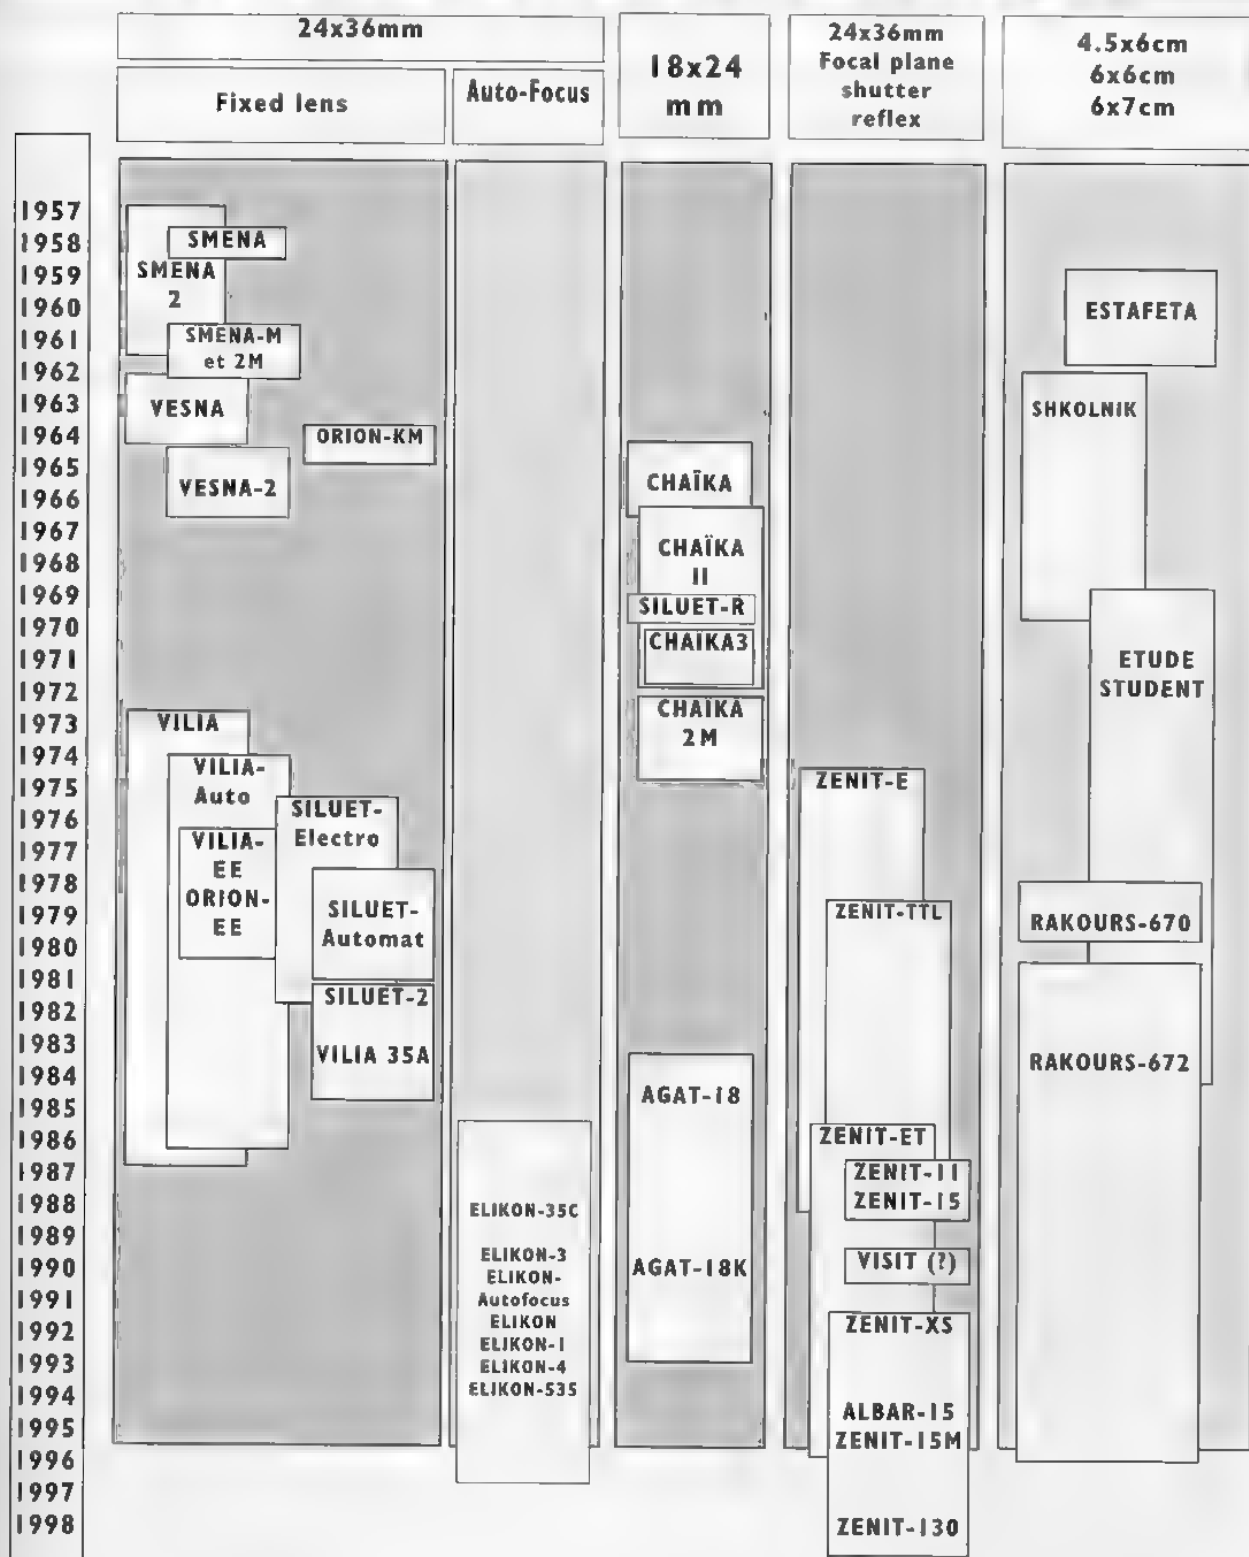 24x36mm
Fixed lens
Auto-Focus
18x24
mm
24x36mm
Focal plane
shutter
reflex
4.5x6cm
6x6cm
6x7cm
1957
1958
1959
1960
1961
1962
1963
1964
1965
1966
1967
1968
1969
1970
1971
1972
1973
1974
1975
1976
1977
1978
1979
1980
1981
1982
1983
1984
1985
1986
1987
1988
1989
1990
1991
1992
1993
1994
1995
1996
1997
1998
SMENA
SMENA
2
SMENA-M
et 2M
VESNA
ORION-KM
VESNA-2
VILIA
VILIA-
Auto
SILUET-
Electro
VILIA-
EE
ORION-
EE
SILUET-
Automat
SILUET-2
VILIA 35A
ELIKON-35C
ELIKON-3
ELIKON-
Autofocus
ELIKON
ELIKON-1
ELIKON-4
ELIKON-535
CHAÏKA
CHAÏKA
II
SILUET-R
CHAÏKA3
CHAÏKA
2M
AGAT-18
AGAT-18K
ZENIT-E
ZENIT-TTL
ZENIT-ET
ZENIT-11
ZENIT-15
VISIT (?)
ZENIT-XS
ALBAR-15
ZENIT-15M
ZENIT-130
ESTAFETA
SHKOLNIK
ETUDE
STUDENT
RAKOURS-670
RAKOURS-672